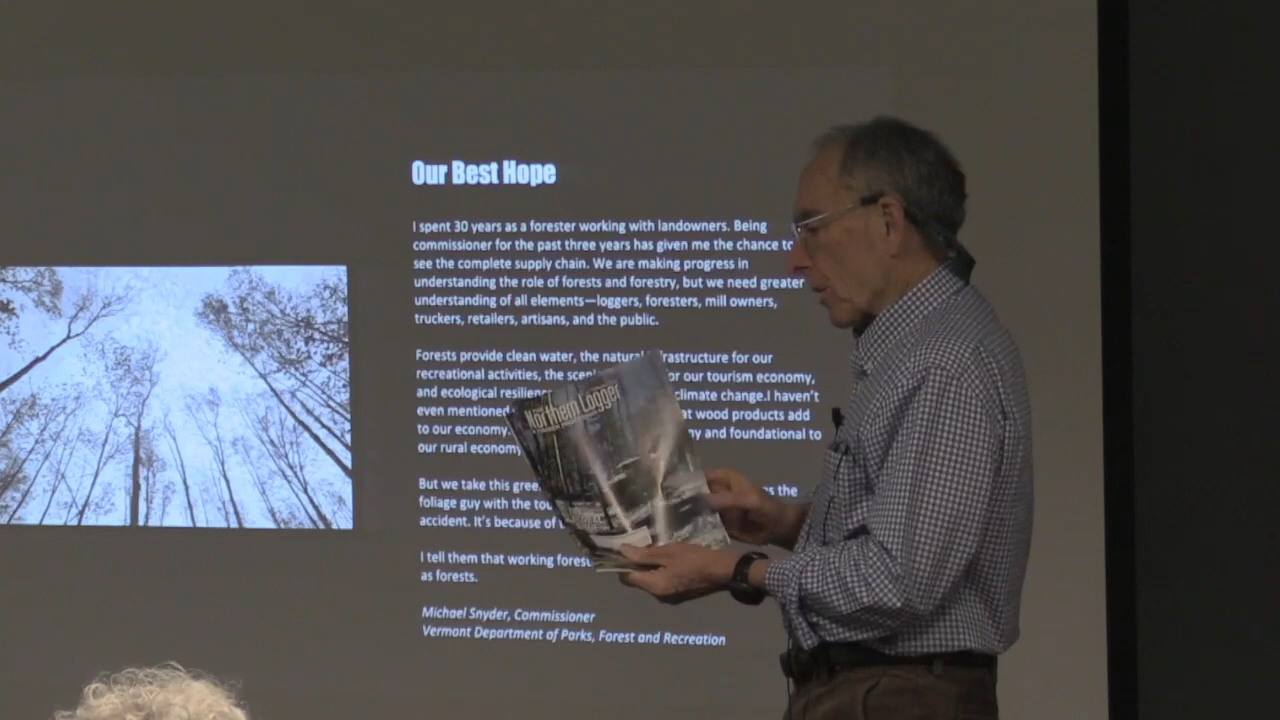 Our Best Hope
I spent 30 years as a forester working with landowners. Being
commissioner for the past three years has given me the chance to
see the complete supply chain. We are making progress in
understanding the role of forests and forestry, but we need greater
understanding of all elements—loggers, foresters, mill owners,
truckers, retailers, artisans, and the public.
Forests provide clean water, the natural infrastructure for our
recreational activities, the scenic for our tourism economy,
and ecological resilience climate change.I haven't
even mentioned at wood products add
to our economy. and foundational to
our rural economy
But we take this as the
foliage guy with the
accident. It's because of
I tell them that working
as forests.
Michael Snyder, Commissioner
Vermont Department of Parks, Forest and Recreation
Northern Logger